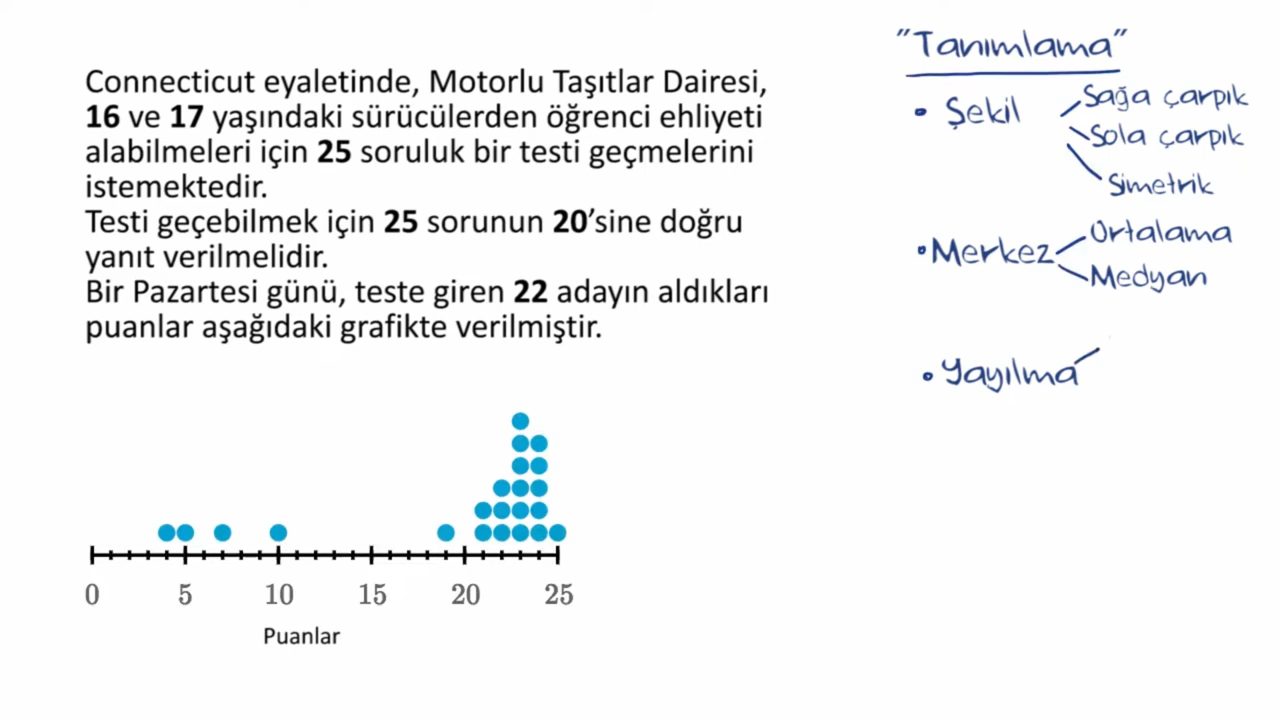 Connecticut eyaletinde, Motorlu Taşıtlar Dairesi,
16 ve 17 yaşındaki sürücülerden öğrenci ehliyeti
alabilmeleri için 25 soruluk bir testi geçmelerini
istemektedir.
Testi geçebilmek için 25 sorunun 20’sine doğru
yanıt verilmelidir.
Bir Pazartesi günü, teste giren 22 adayın aldıkları
puanlar aşağıdaki grafikte verilmiştir.
0 5 10 15 20 25
Puanlar
"Tanımlama"
• Şekil
Sağa çarpık
Sola çarpık
Simetrik
• Merkez
Ortalama
Medyan
• Yayılma